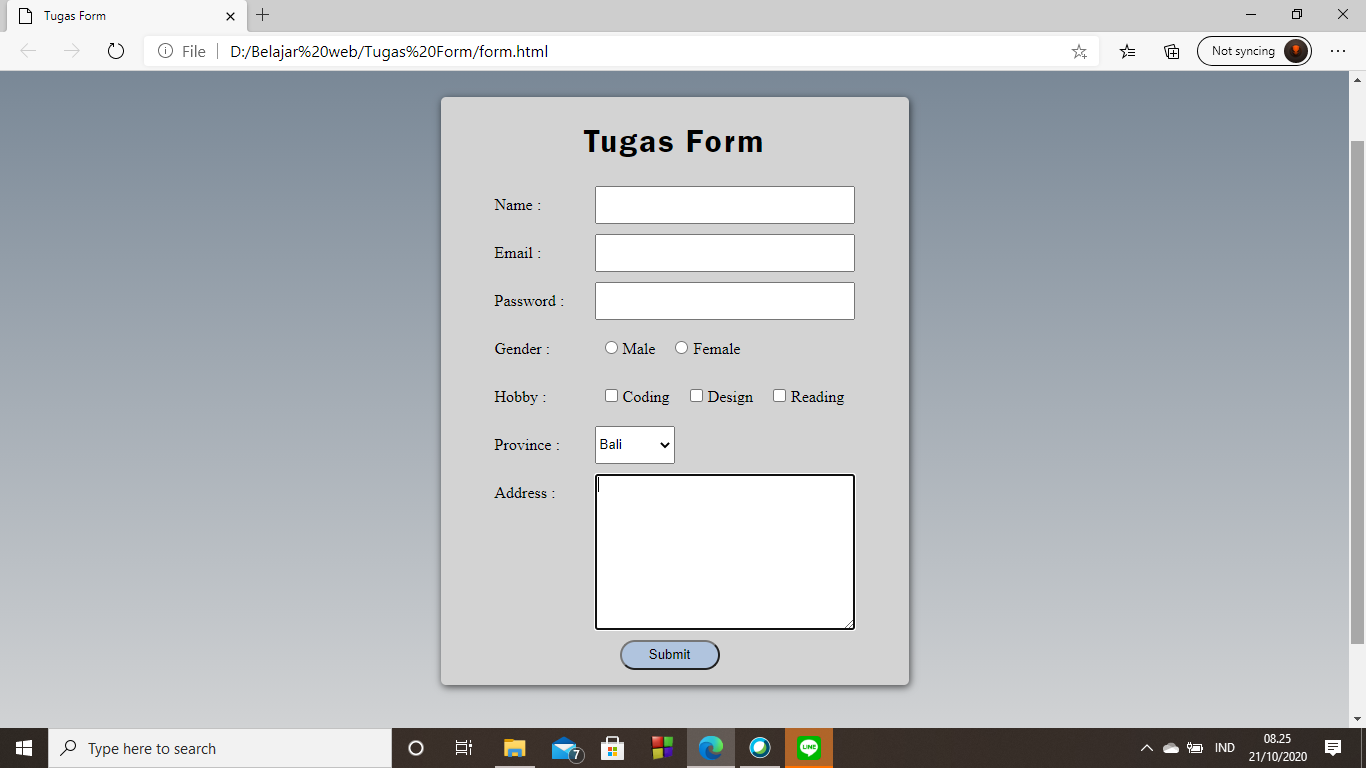 Tugas Form
File D:/Belajar%20web/Tugas%20Form/form.html Not syncing
Tugas Form
Name :
Email :
Password :
Gender : Male Female
Hobby : Coding Design Reading
Province : Bali
Address :
Submit
Type here to search 7 LINE IND 08.25
21/10/2020